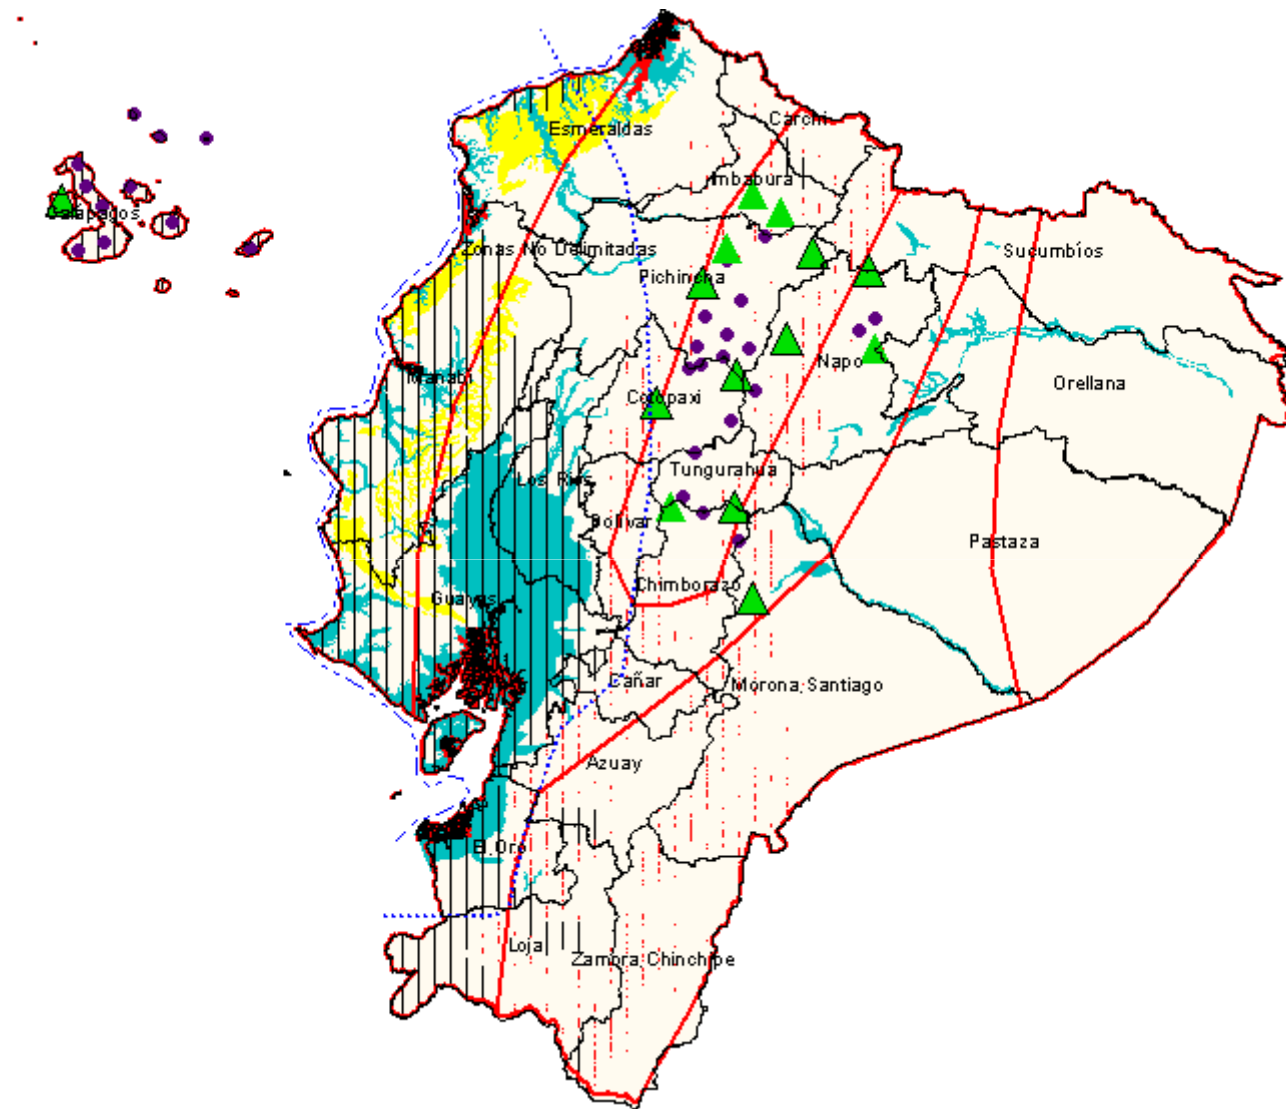 Carchi
Esmeraldas
Imbabura
Galápagos
Zonas No Delimitadas
Sucumbíos
Pichincha
Napo
Manabí
Orellana
Cotopaxi
Tungurahua
Los Ríos
Bolívar
Pastaza
Chimborazo
Guayas
Cañar
Morona Santiago
Azuay
El Oro
Loja
Zamora Chinchipe